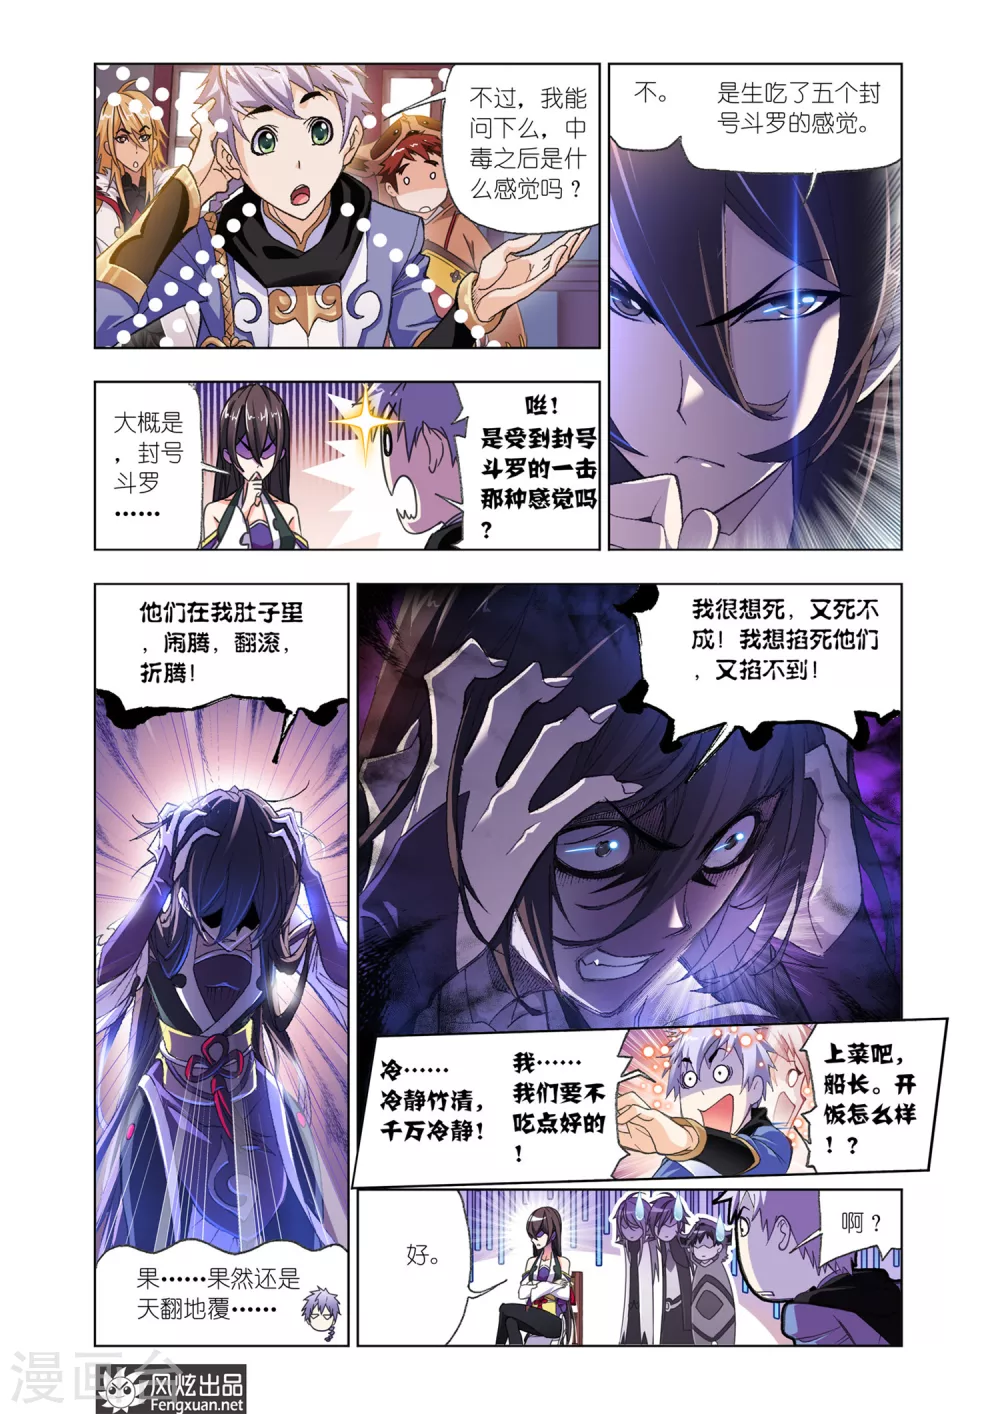 不过，我能
问下么，中
毒之后是什
么感觉吗？
大概是
，封号
斗罗
……
咝！
是受到封号
斗罗的一击
那种感觉吗
？
不。
是生吃了五个封
号斗罗的感觉。
他们在我肚子里
，闹腾，翻滚，
折腾！
果……果然还是
天翻地覆……
我很想死，又死不
成！我想掐死他们
，又掐不到！
冷……
冷静竹清，
千万冷静！
我……
我们要不
吃点好的
！
上菜吧，
船长。开
饭怎么样
！？
好。
啊？
漫画台
风炫出品
Fengxuan.net